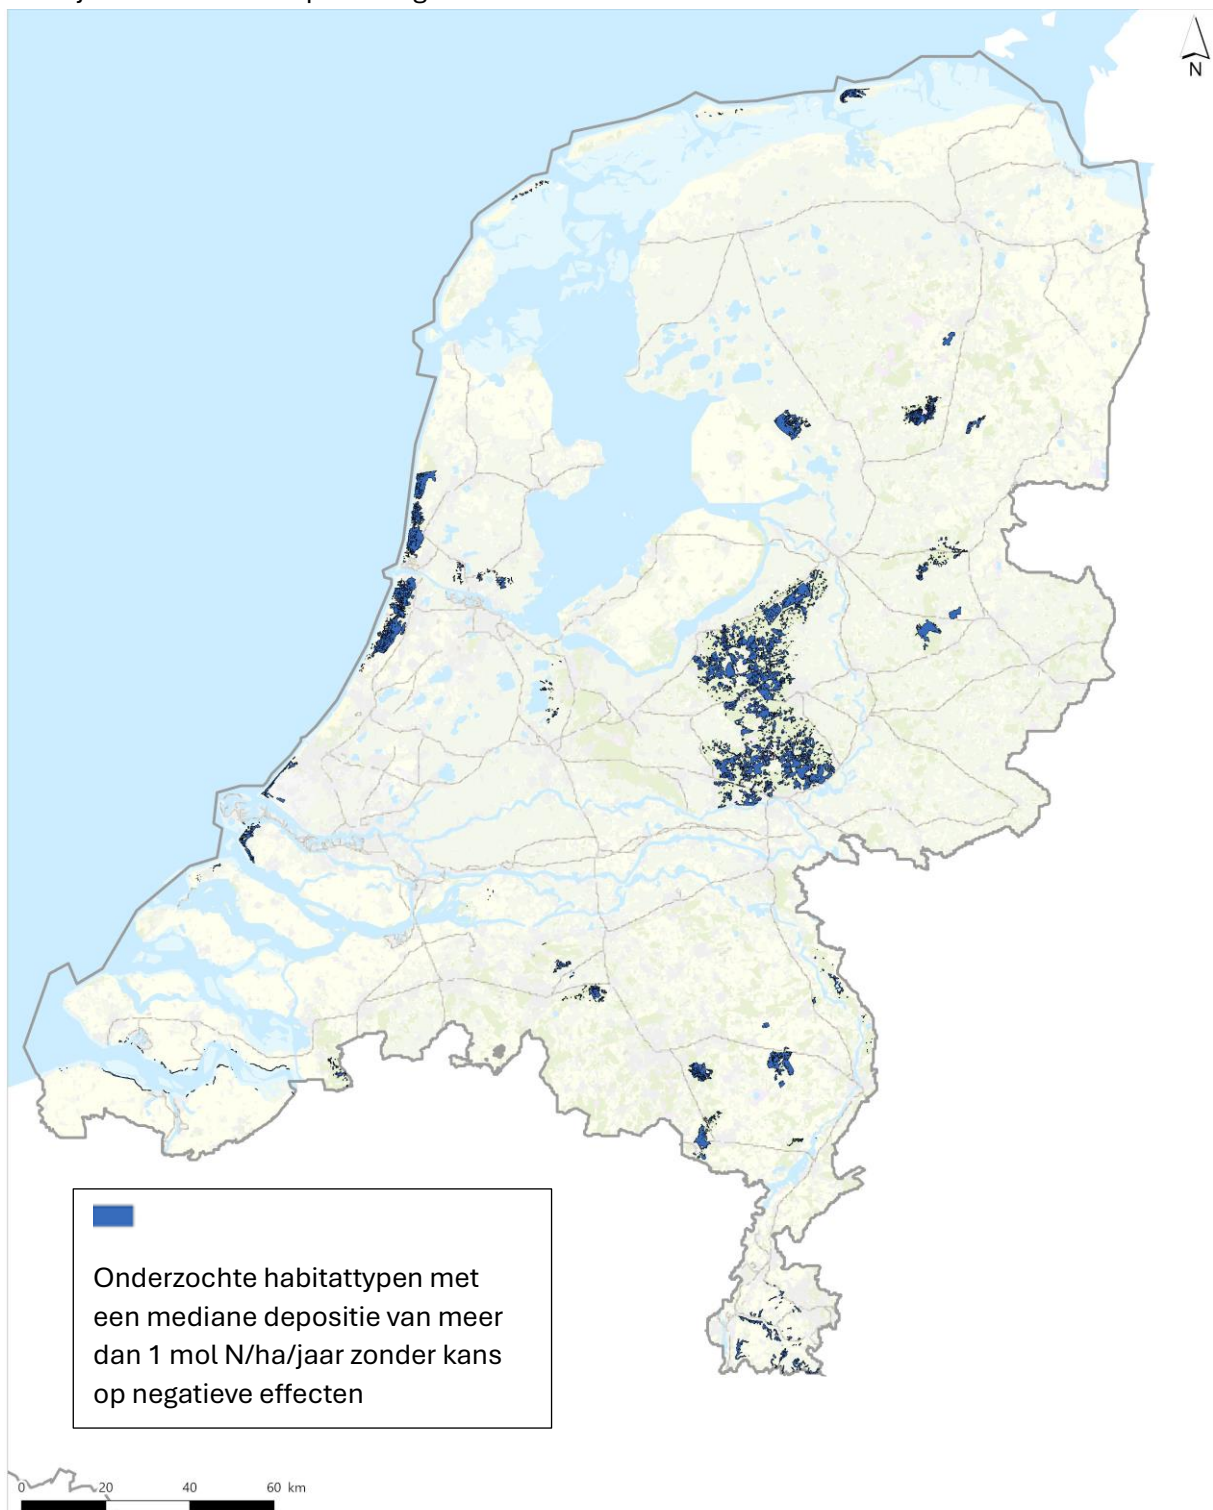 N
Onderzochte habitattypen met
een mediane depositie van meer
dan 1 mol N/ha/jaar zonder kans
op negatieve effecten
0 20 40 60 km